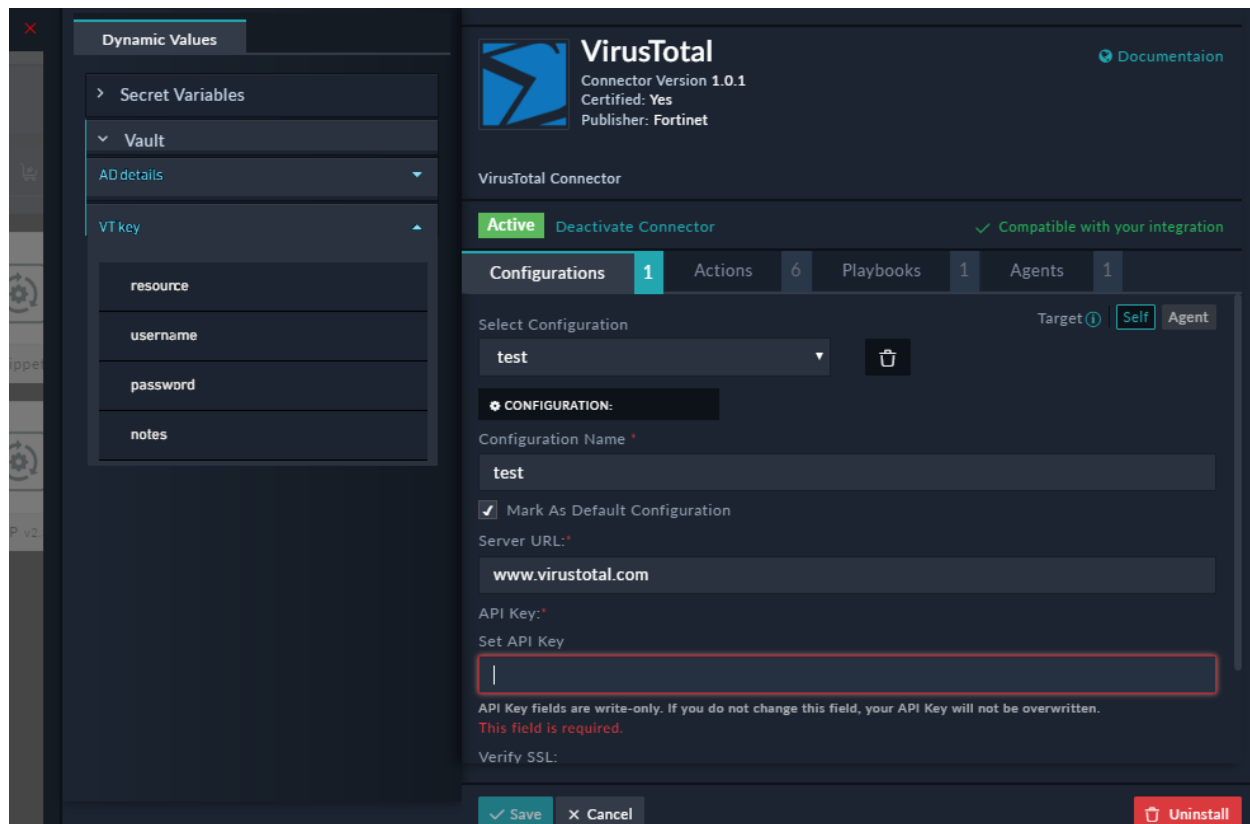 Dynamic Values
Secret Variables
Vault
AD details
VT key
resource
username
password
notes
VirusTotal
Connector Version 1.0.1
Certified: Yes
Publisher: Fortinet
Documentaion
VirusTotal Connector
Active Deactivate Connector
Compatible with your integration
Configurations 1 Actions 6 Playbooks 1 Agents 1
Select Configuration
Target Self Agent
test
CONFIGURATION:
Configuration Name *
test
Mark As Default Configuration
Server URL:*
www.virustotal.com
API Key:*
Set API Key
API Key fields are write-only. If you do not change this field, your API Key will not be overwritten.
This field is required.
Verify SSL:
Save × Cancel
Uninstall
ippet
P v2.